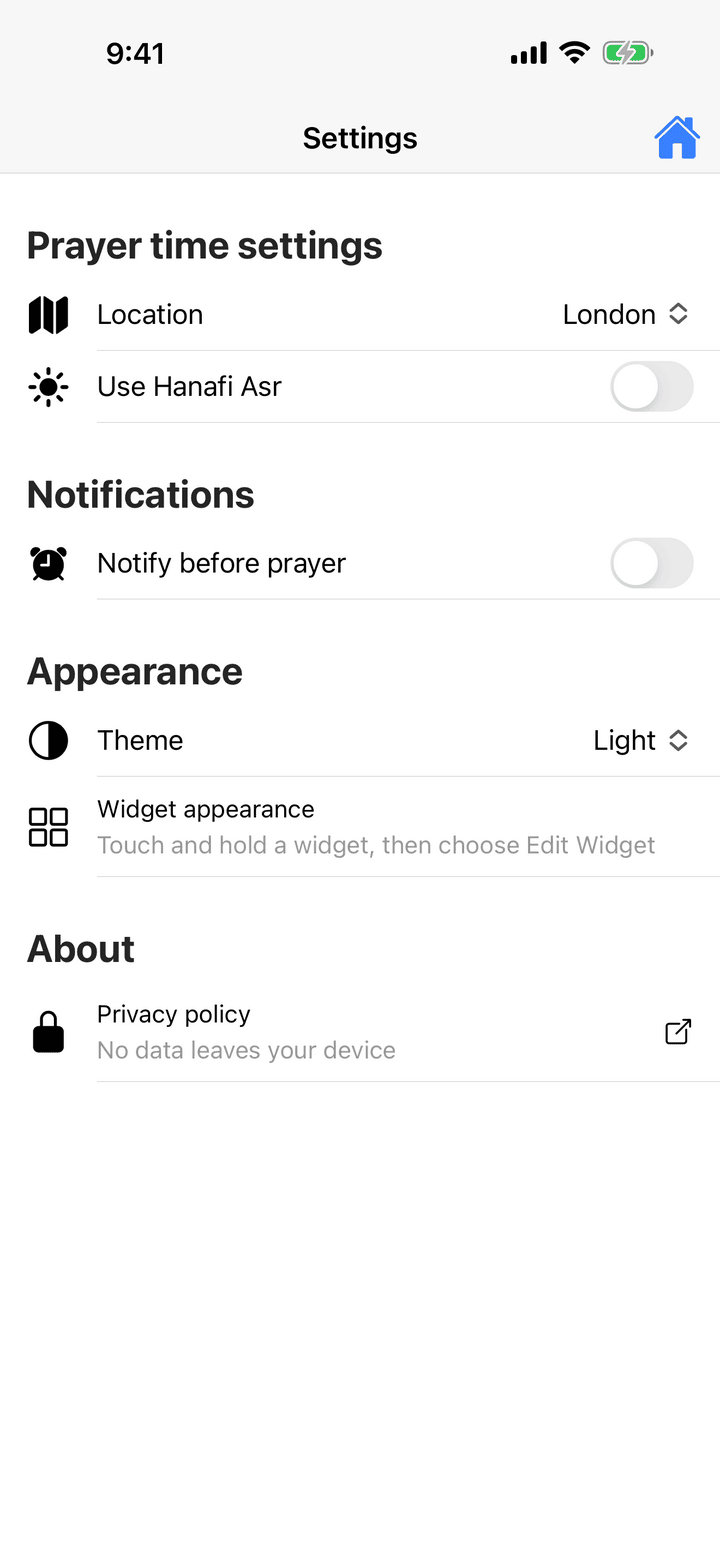 9:41
Settings
Prayer time settings
Location London
Use Hanafi Asr
Notifications
Notify before prayer
Appearance
Theme Light
Widget appearance
Touch and hold a widget, then choose Edit Widget
About
Privacy policy
No data leaves your device